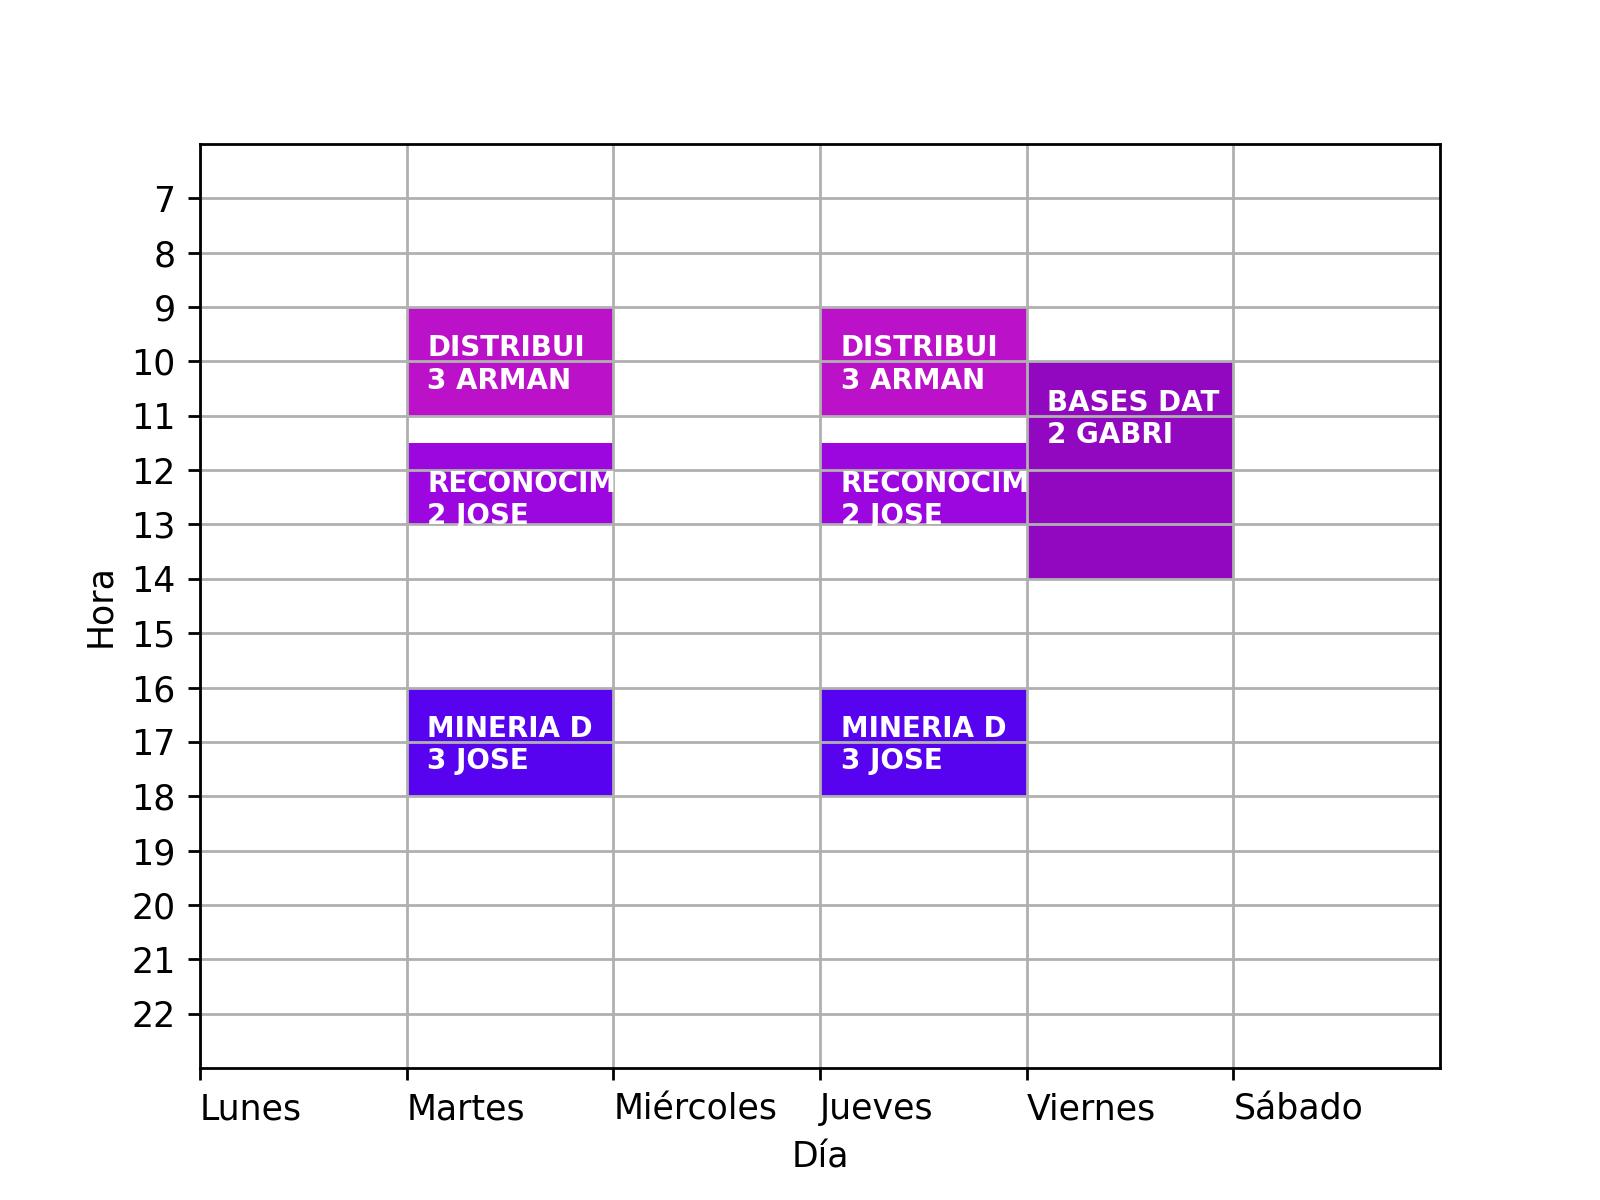 7
8
9
10
11
12
13
14
15
16
17
18
19
20
21
22
Hora
DISTRIBUI
3 ARMAN
RECONOCIM
2 JOSE
MINERIA D
3 JOSE
DISTRIBUI
3 ARMAN
RECONOCIM
2 JOSE
MINERIA D
3 JOSE
BASES DAT
2 GABRI
Lunes Martes Miércoles Jueves Viernes Sábado
Día